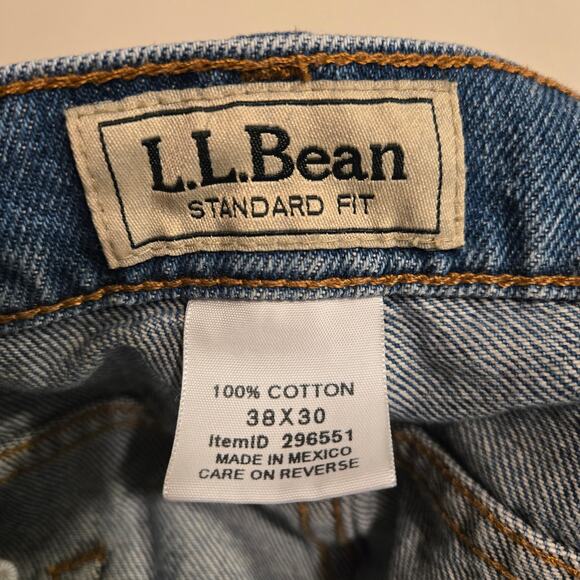 L.L.Bean
STANDARD FIT
100% COTTON
38X30
ItemID 296551
MADE IN MEXICO
CARE ON REVERSE